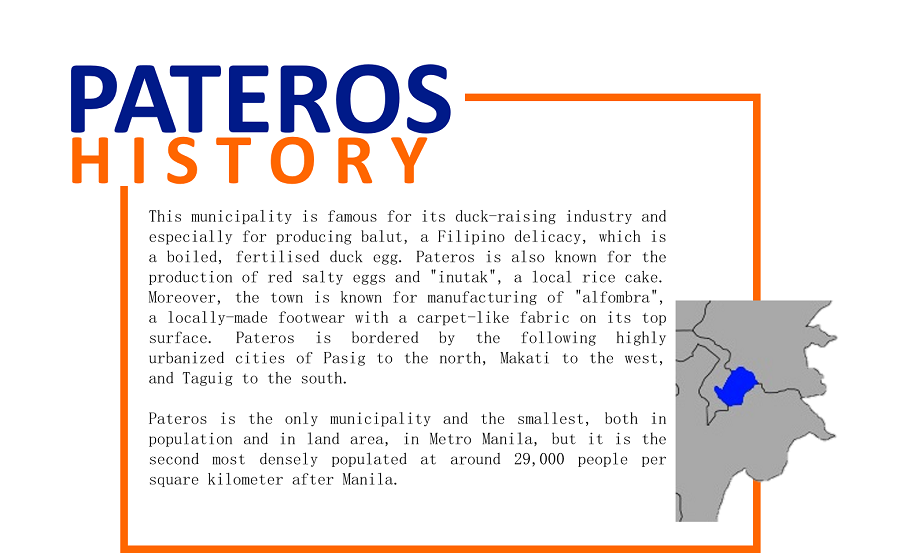 PATEROS
HISTORY
This municipality is famous for its duck-raising industry and
especially for producing balut, a Filipino delicacy, which is
a boiled, fertilised duck egg. Pateros is also known for the
production of red salty eggs and "inutak", a local rice cake.
Moreover, the town is known for manufacturing of "alfombra",
a locally-made footwear with a carpet-like fabric on its top
surface. Pateros is bordered by the following highly
urbanized cities of Pasig to the north, Makati to the west,
and Taguig to the south.
Pateros is the only municipality and the smallest, both in
population and in land area, in Metro Manila, but it is the
second most densely populated at around 29,000 people per
square kilometer after Manila.